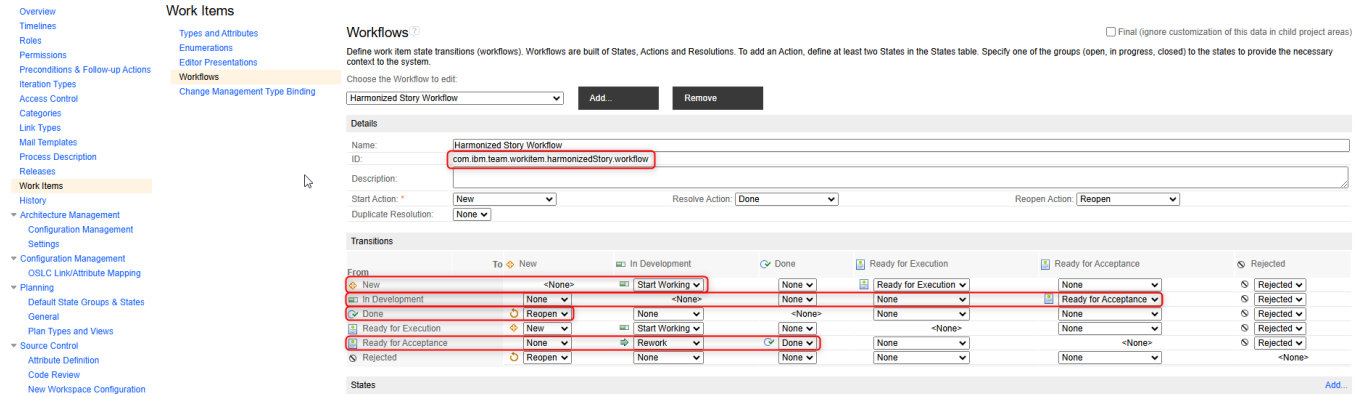 Overview
Timelines
Roles
Permissions
Preconditions & Follow-up Actions
Iteration Types
Access Control
Categories
Link Types
Mail Templates
Process Description
Releases
Work Items
History
Architecture Management
Configuration Management
Settings
Configuration Management
OSLC Link/Attribute Mapping
Planning
Default State Groups & States
General
Plan Types and Views
Source Control
Attribute Definition
Code Review
New Workspace Configuration
Work Items
Types and Attributes
Enumerations
Editor Presentations
Workflows
Change Management Type Binding
Workflows ?
Final (ignore customization of this data in child project areas)
Define work item state transitions (workflows). Workflows are built of States, Actions and Resolutions. To add an Action, define at least two States in the States table. Specify one of the groups (open, in progress, closed) to the states to provide the necessary
context to the system.
Choose the Workflow to edit:
Harmonized Story Workflow Add... Remove
Details
Name: Harmonized Story Workflow
ID: com.ibm.team.workitem.harmonizedStory.workflow
Description:
Start Action: * New Resolve Action: Done Reopen Action: Reopen
Duplicate Resolution: None
Transitions
To New In Development Done Ready for Execution Ready for Acceptance Rejected
From
New <None> Start Working None Ready for Execution None Rejected
In Development None <None> None None Ready for Acceptance Rejected
Done Reopen None <None> None None Rejected
Ready for Execution New Start Working None <None> None Rejected
Ready for Acceptance None Rework Done None <None> Rejected
Rejected Reopen None None None None <None>
States Add...